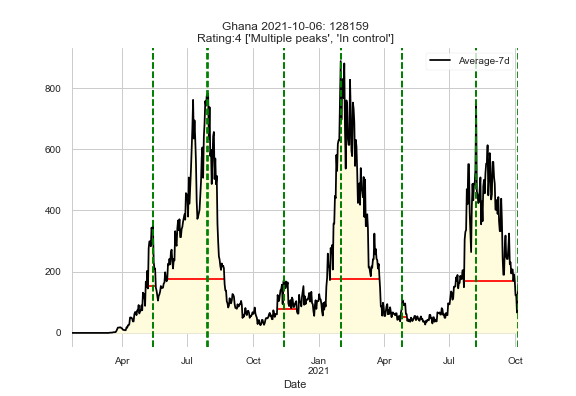 Ghana 2021-10-06: 128159
Rating:4 ['Multiple peaks', 'In control']
Average-7d
800
600
400
200
0
Apr Jul Oct Jan Apr Jul Oct
2021
Date